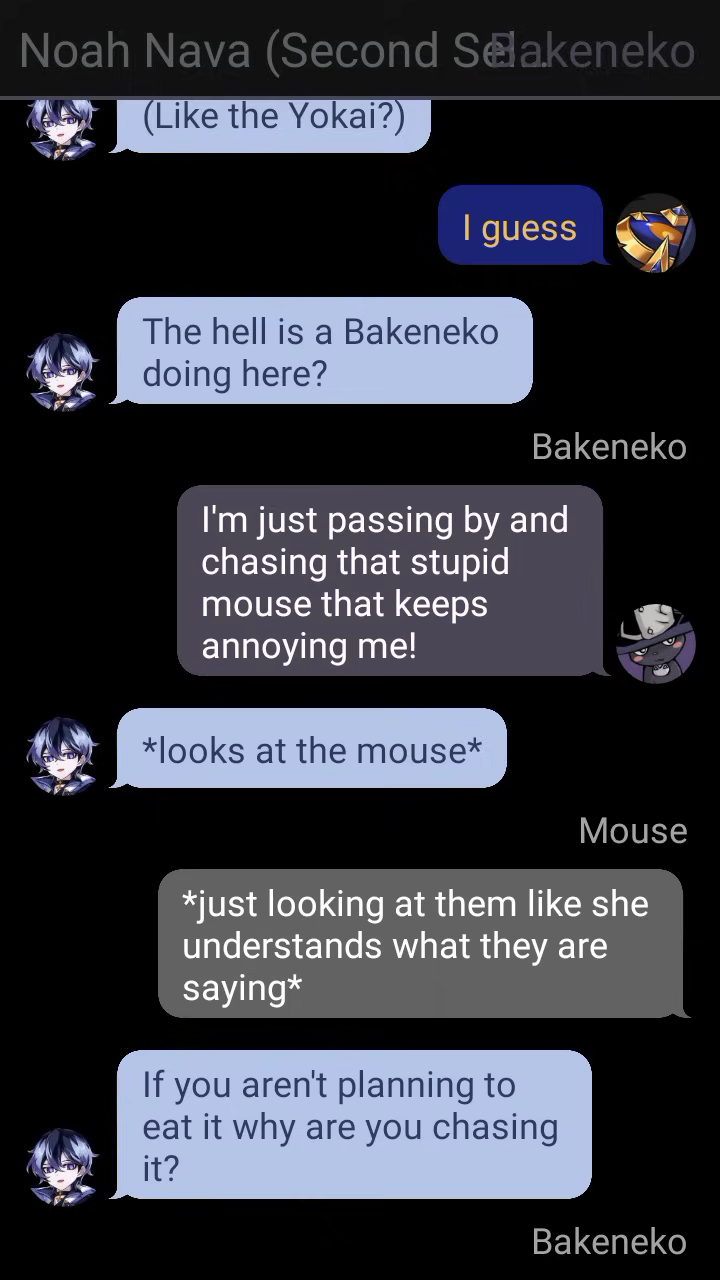 Noah Nava (Second Se
Bakeneko
(Like the Yokai?)
I guess
The hell is a Bakeneko
doing here?
Bakeneko
I'm just passing by and
chasing that stupid
mouse that keeps
annoying me!
*looks at the mouse*
Mouse
*just looking at them like she
understands what they are
saying*
If you aren't planning to
eat it why are you chasing
it?
Bakeneko